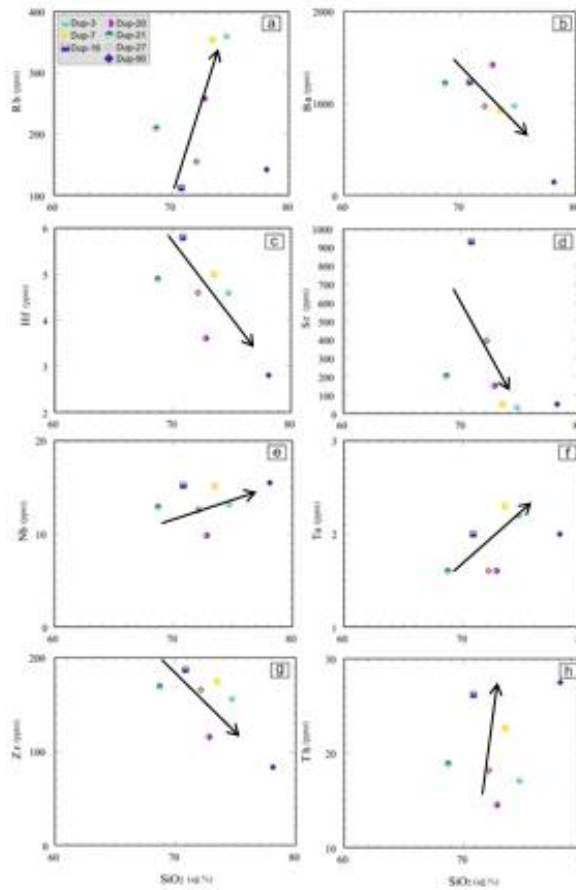 Dup-3
Dup-7
Dup-16
Dup-20
Dup-21
Dup-27
a
400
300
200
100
60
70
80
Rb (ppm)
b
2000
1000
0
60
70
80
Ba (ppm)
c
6
5
4
3
2
60
70
80
Hf (ppm)
d
1000
900
800
700
600
500
400
300
200
100
0
60
70
Sr (ppm)
e
20
10
0
60
70
80
Nb (ppm)
f
3
2
1
60
70
Ta (ppm)
g
200
100
0
60
70
80
Zr (ppm)
SiO₂ (wt.%)
h
30
20
10
60
70
Th (ppm)
SiO₂ (wt.%)